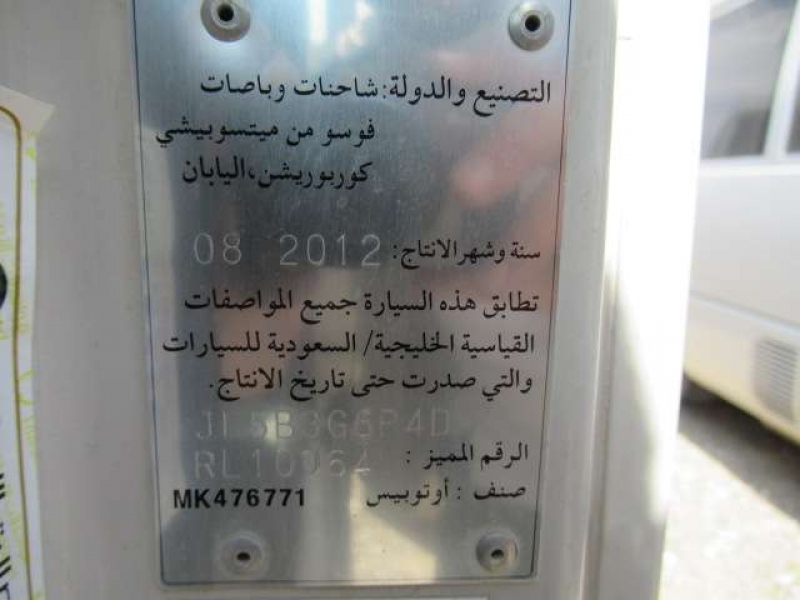 التصنيع والدولة: شاحنات وباصات
فوسو من ميتسوبيشي
كوربوريشن، اليابان
سنة وشهر الانتاج: 2012 08
تطابق هذه السيارة جميع المواصفات
القياسية الخليجية/ السعودية للسيارات
والتي صدرت حتى تاريخ الانتاج.
JL5B3G6P4D
الرقم المميز :
صنف : أوتوبيس
MK476771